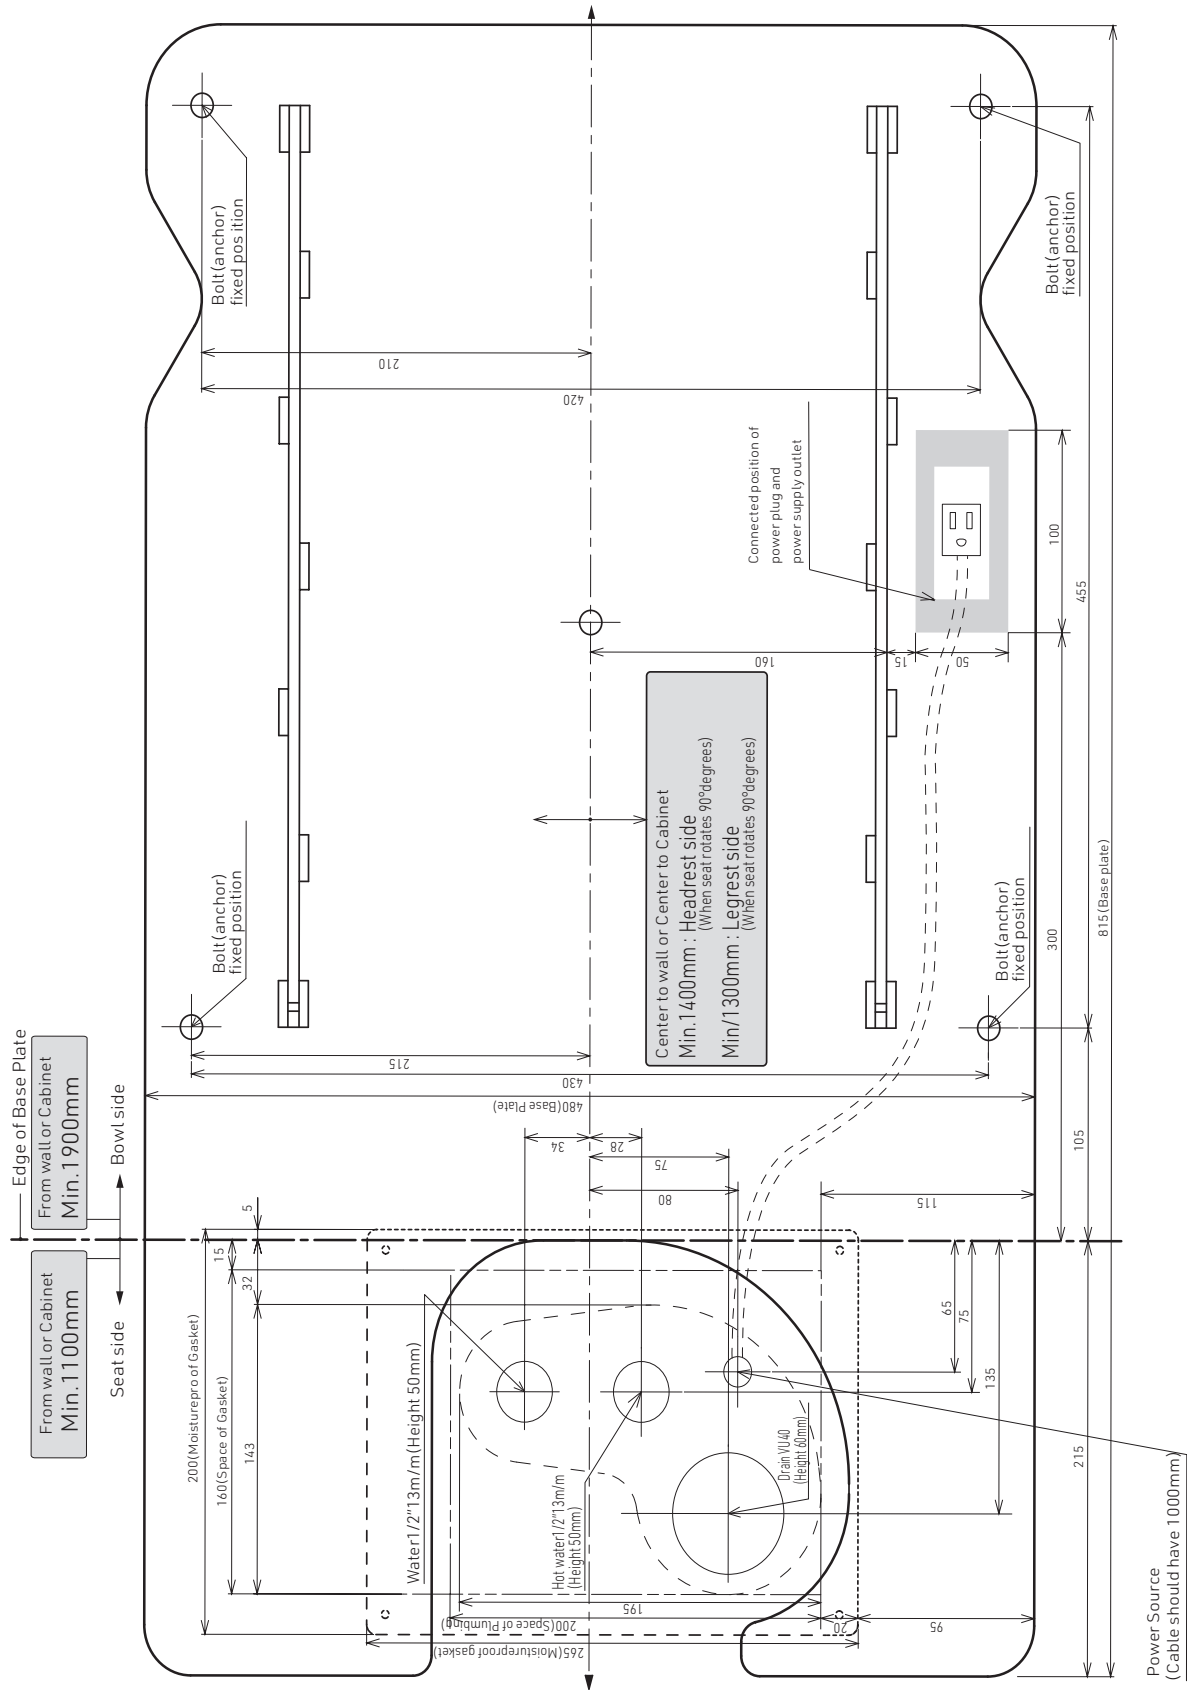 Edge of Base Plate
From wall or Cabinet
Min.1900mm
From wall or Cabinet
Min.1100mm
Bowl side
Seat side
Bolt(anchor)
fixed pos ition
Bolt(anchor)
fixed position
Bolt(anchor)
fixed position
Bolt(anchor)
fixed position
210
420
Connected position of
power plug and
power supply outlet
100
455
160
15
50
Center to wall or Center to Cabinet
Min.1400mm : Headrest side
(When seat rotates 90°degrees)
Min/1300mm : Legrest side
(When seat rotates 90°degrees)
815(Base plate)
300
105
215
430
480(Base Plate)
34
28
75
80
115
5
15
32
200(Moisturepro of Gasket)
160(Space of Gasket)
143
Water1/2"13m/m(Height 50mm)
Hot water1/2"13m/m
(Height 50mm)
Drain VU40
(Height 60mm)
65
75
135
215
195
200(Space of Plumbing)
20
95
265(Moistureproof gasket)
Power Source
(Cable should have 1000mm)